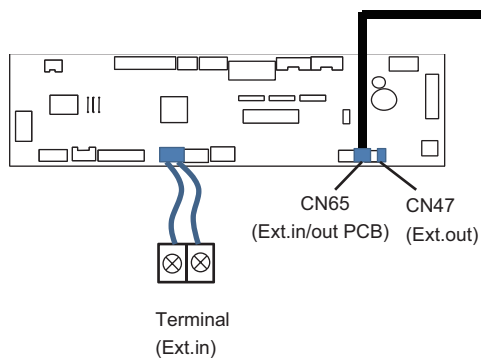 CN65
(Ext.in/out PCB)
CN47
(Ext.out)
Terminal
(Ext.in)